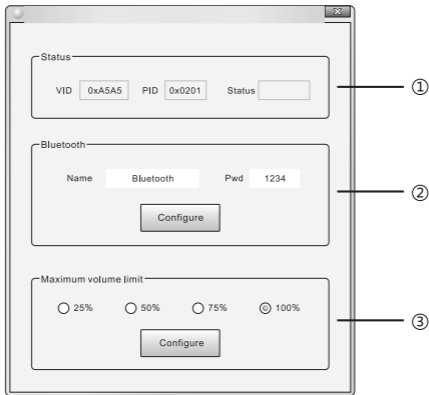 Status
VID 0xA5A5 PID 0x0201 Status
①
Bluetooth
Name Bluetooth Pwd 1234
②
Configure
Maximum volume limit
25% 50% 75% 100%
③
Configure